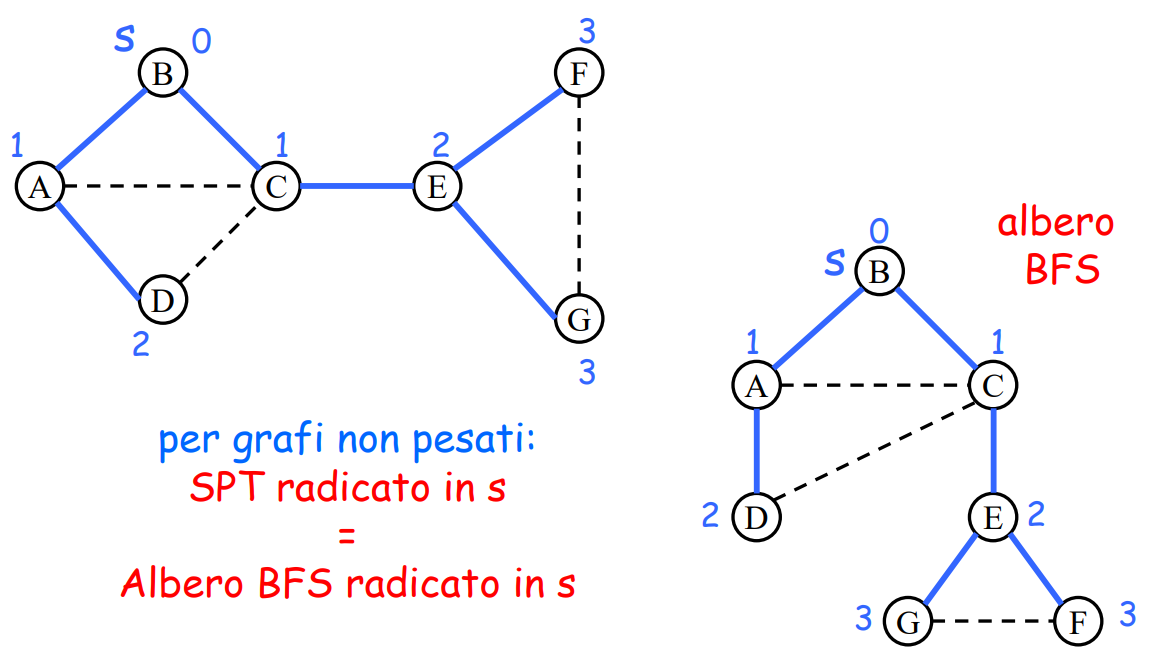 s 0
B
3
F
1
A
1
C
2
E
D
2
G
3
per grafi non pesati:
SPT radicato in s
=
Albero BFS radicato in s
albero
BFS
0
s B
1
A
1
C
2 D
E 2
3 G
F 3